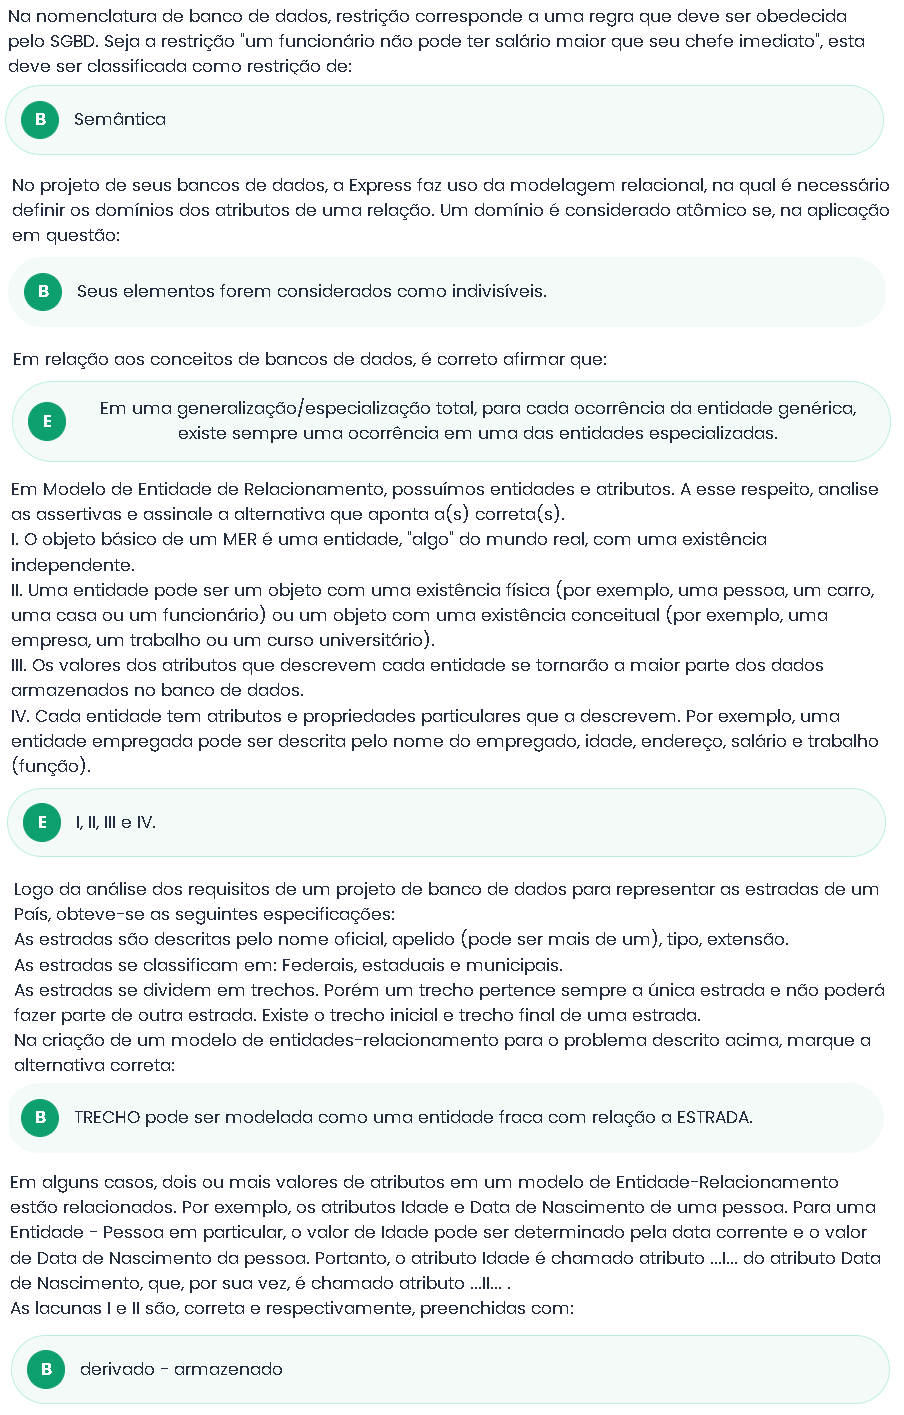 Na nomenclatura de banco de dados, restrição corresponde a uma regra que deve ser obedecida
pelo SGBD. Seja a restrição "um funcionário não pode ter salário maior que seu chefe imediato", esta
deve ser classificada como restrição de:
B Semântica
No projeto de seus bancos de dados, a Express faz uso da modelagem relacional, na qual é necessário
definir os domínios dos atributos de uma relação. Um domínio é considerado atômico se, na aplicação
em questão:
B Seus elementos forem considerados como indivisíveis.
Em relação aos conceitos de bancos de dados, é correto afirmar que:
E Em uma generalização/especialização total, para cada ocorrência da entidade genérica,
existe sempre uma ocorrência em uma das entidades especializadas.
Em Modelo de Entidade de Relacionamento, possuímos entidades e atributos. A esse respeito, analise
as assertivas e assinale a alternativa que aponta a(s) correta(s).
I. O objeto básico de um MER é uma entidade, "algo" do mundo real, com uma existência
independente.
II. Uma entidade pode ser um objeto com uma existência física (por exemplo, uma pessoa, um carro,
uma casa ou um funcionário) ou um objeto com uma existência conceitual (por exemplo, uma
empresa, um trabalho ou um curso universitário).
III. Os valores dos atributos que descrevem cada entidade se tornarão a maior parte dos dados
armazenados no banco de dados.
IV. Cada entidade tem atributos e propriedades particulares que a descrevem. Por exemplo, uma
entidade empregada pode ser descrita pelo nome do empregado, idade, endereço, salário e trabalho
(função).
E I, II, III e IV.
Logo da análise dos requisitos de um projeto de banco de dados para representar as estradas de um
País, obteve-se as seguintes especificações:
As estradas são descritas pelo nome oficial, apelido (pode ser mais de um), tipo, extensão.
As estradas se classificam em: Federais, estaduais e municipais.
As estradas se dividem em trechos. Porém um trecho pertence sempre a única estrada e não poderá
fazer parte de outra estrada. Existe o trecho inicial e trecho final de uma estrada.
Na criação de um modelo de entidades-relacionamento para o problema descrito acima, marque a
alternativa correta:
B TRECHO pode ser modelada como uma entidade fraca com relação a ESTRADA.
Em alguns casos, dois ou mais valores de atributos em um modelo de Entidade-Relacionamento
estão relacionados. Por exemplo, os atributos Idade e Data de Nascimento de uma pessoa. Para uma
Entidade - Pessoa em particular, o valor de Idade pode ser determinado pela data corrente e o valor
de Data de Nascimento da pessoa. Portanto, o atributo Idade é chamado atributo ...I... do atributo Data
de Nascimento, que, por sua vez, é chamado atributo ...II... .
As lacunas I e II são, correta e respectivamente, preenchidas com:
B derivado - armazenado